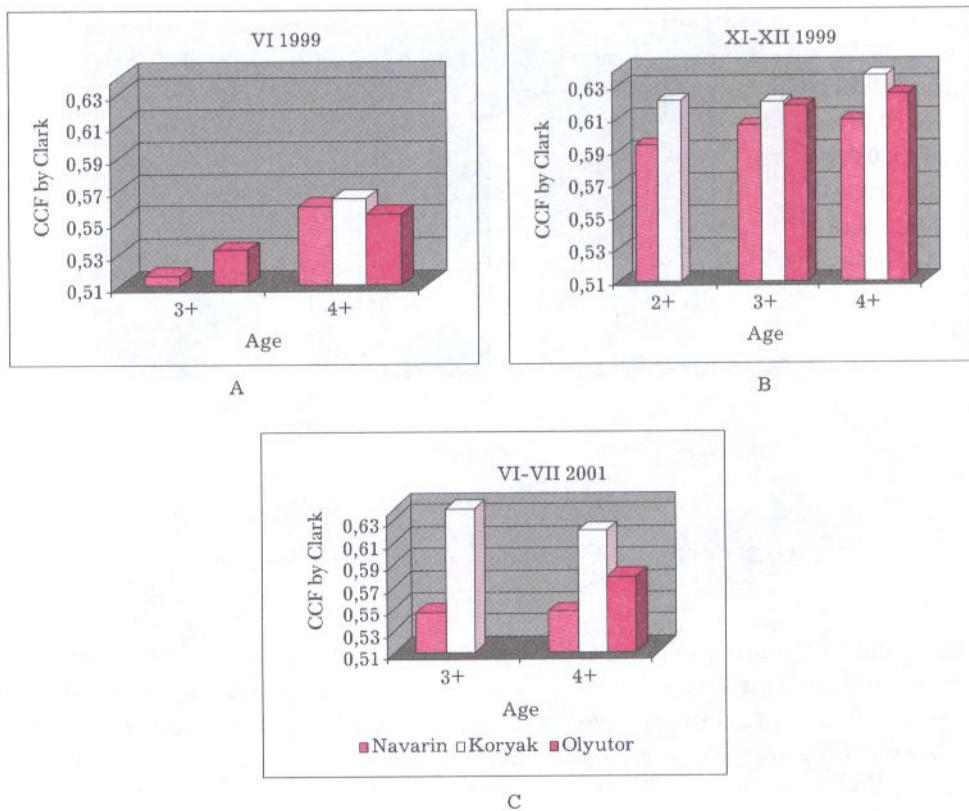 VI 1999
CCF by Clark
0,63
0,61
0,59
0,57
0,55
0,53
0,51
3+ 4+
Age
A
XI–XII 1999
CCF by Clark
0,63
0,61
0,59
0,57
0,55
0,53
0,51
2+ 3+ 4+
Age
B
VI–VII 2001
CCF by Clark
0,63
0,61
0,59
0,57
0,55
0,53
0,51
3+ 4+
Age
Navarin Koryak Olyutor
C